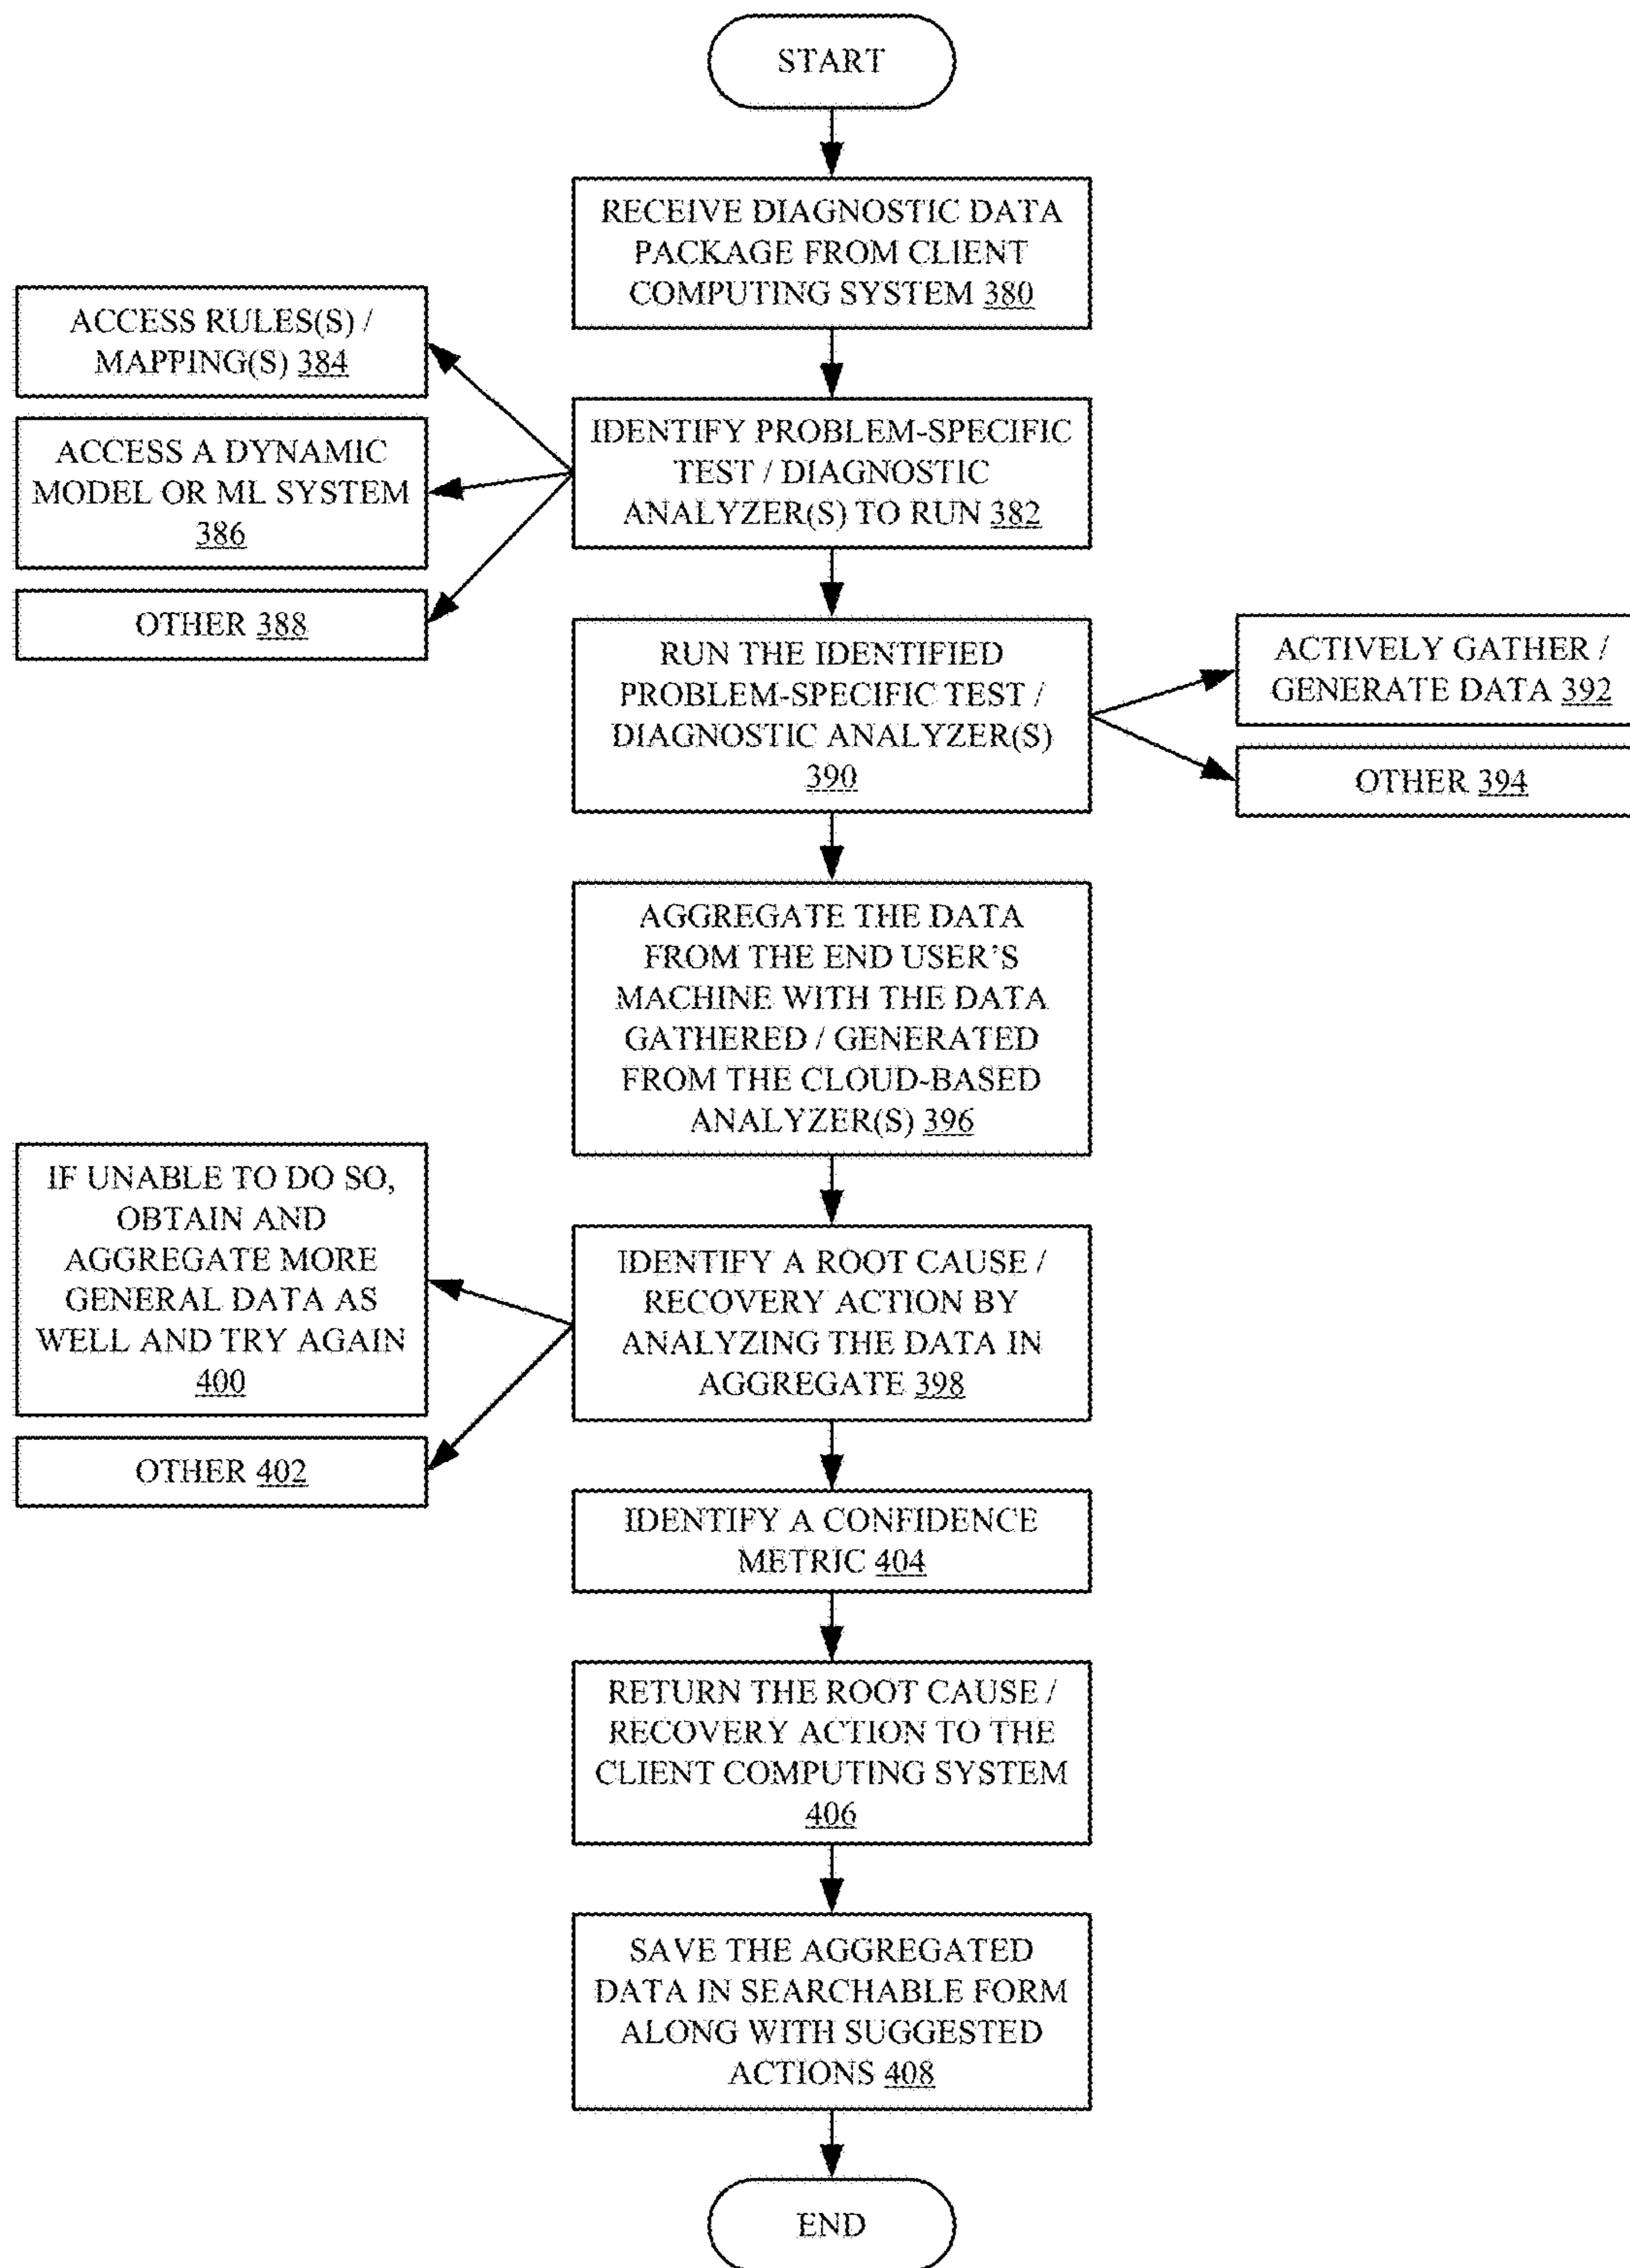 START
RECEIVE DIAGNOSTIC DATA
PACKAGE FROM CLIENT
COMPUTING SYSTEM 380
ACCESS RULES(S) /
MAPPING(S) 384
ACCESS A DYNAMIC
MODEL OR ML SYSTEM
386
OTHER 388
IDENTIFY PROBLEM-SPECIFIC
TEST / DIAGNOSTIC
ANALYZER(S) TO RUN 382
RUN THE IDENTIFIED
PROBLEM-SPECIFIC TEST /
DIAGNOSTIC ANALYZER(S)
390
ACTIVELY GATHER /
GENERATE DATA 392
OTHER 394
AGGREGATE THE DATA
FROM THE END USER'S
MACHINE WITH THE DATA
GATHERED / GENERATED
FROM THE CLOUD-BASED
ANALYZER(S) 396
IF UNABLE TO DO SO,
OBTAIN AND
AGGREGATE MORE
GENERAL DATA AS
WELL AND TRY AGAIN
400
OTHER 402
IDENTIFY A ROOT CAUSE /
RECOVERY ACTION BY
ANALYZING THE DATA IN
AGGREGATE 398
IDENTIFY A CONFIDENCE
METRIC 404
RETURN THE ROOT CAUSE /
RECOVERY ACTION TO THE
CLIENT COMPUTING SYSTEM
406
SAVE THE AGGREGATED
DATA IN SEARCHABLE FORM
ALONG WITH SUGGESTED
ACTIONS 408
END